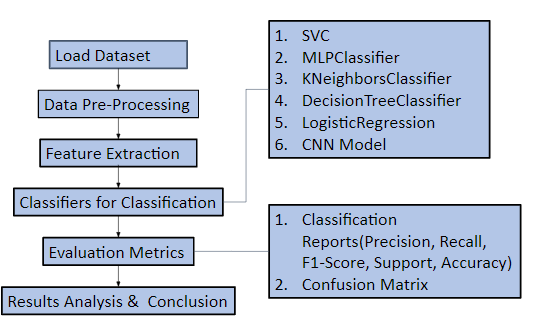 Load Dataset
Data Pre-Processing
Feature Extraction
Classifiers for Classification
Evaluation Metrics
Results Analysis & Conclusion
1. SVC
2. MLPClassifier
3. KNeighborsClassifier
4. DecisionTreeClassifier
5. LogisticRegression
6. CNN Model
1. Classification
Reports(Precision, Recall,
F1-Score, Support, Accuracy)
2. Confusion Matrix